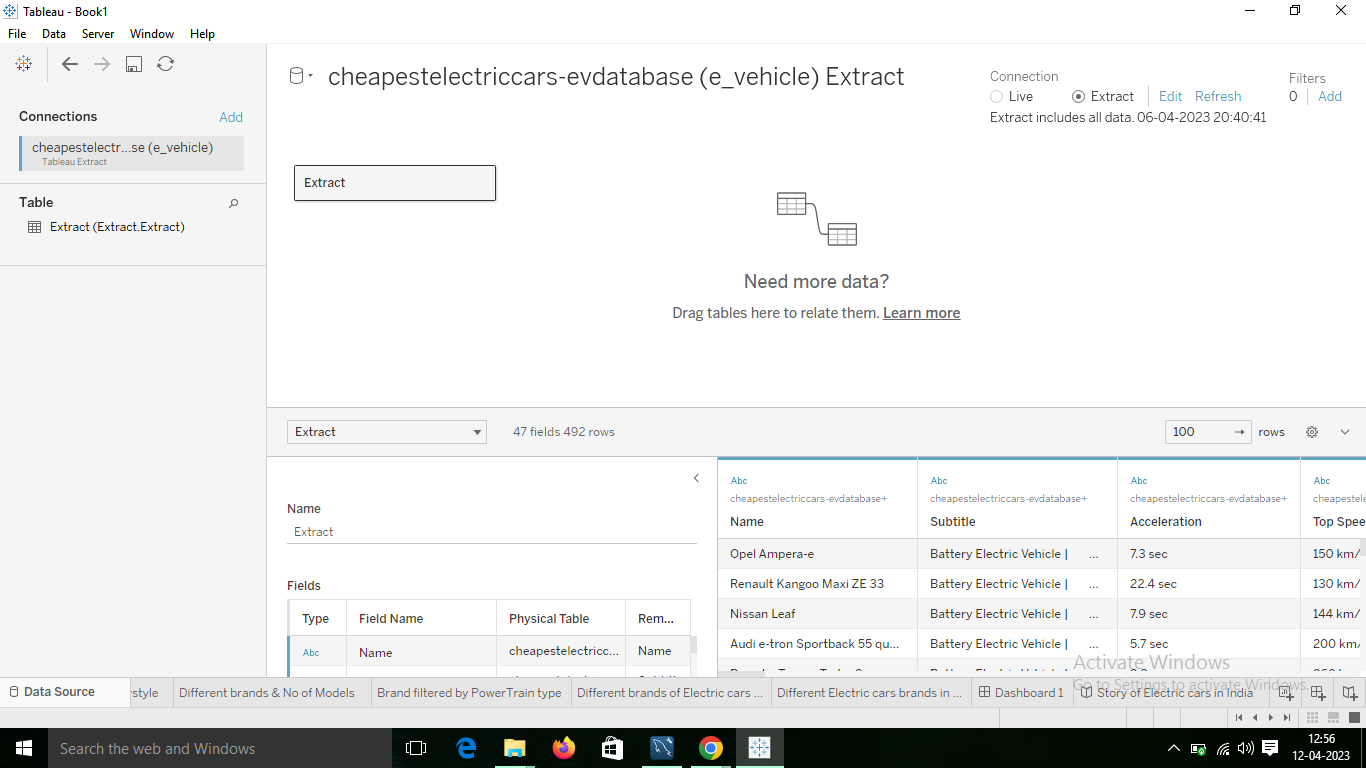 Tableau - Book1
File Data Server Window Help
Connections Add
cheapestelectr...se (e_vehicle)
Tableau Extract
Table
Extract (Extract.Extract)
cheapestelectriccars-evdatabase (e_vehicle) Extract
Connection
Live Extract Edit Refresh
Extract includes all data. 06-04-2023 20:40:41
Filters
0 Add
Extract
Need more data?
Drag tables here to relate them. Learn more
Extract 47 fields 492 rows 100 rows
Name
Extract
Fields
Type Field Name Physical Table Rem...
Abc Name cheapestelectricc... Name
Abc Abc Abc Abc
cheapestelectriccars-evdatabase+ cheapestelectriccars-evdatabase+ cheapestelectriccars-evdatabase+ cheapestele
Name Subtitle Acceleration Top Spee
Opel Ampera-e Battery Electric Vehicle | ... 7.3 sec 150 km/
Renault Kangoo Maxi ZE 33 Battery Electric Vehicle | ... 22.4 sec 130 km/
Nissan Leaf Battery Electric Vehicle | ... 7.9 sec 144 km/
Audi e-tron Sportback 55 qu... Battery Electric Vehicle | ... 5.7 sec 200 km/
Activate Windows
Go to Settings to activate Windows.
Data Source style Different brands & No of Models Brand filtered by PowerTrain type Different brands of Electric cars ... Different Electric cars brands in ... Dashboard 1 Story of Electric cars in India
Search the web and Windows
12:56
12-04-2023